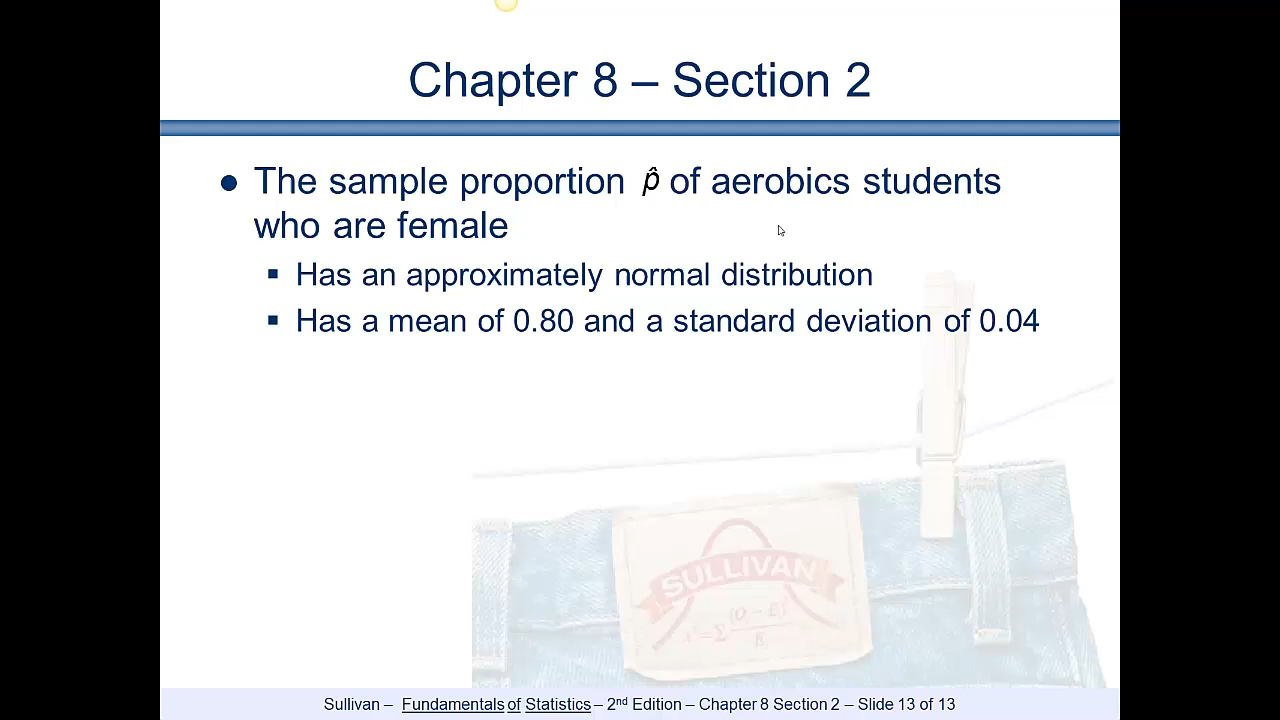 Chapter 8 – Section 2
● The sample proportion p̂ of aerobics students
who are female
▪ Has an approximately normal distribution
▪ Has a mean of 0.80 and a standard deviation of 0.04
SULLIVAN
Sullivan – Fundamentals of Statistics – 2nd Edition – Chapter 8 Section 2 – Slide 13 of 13